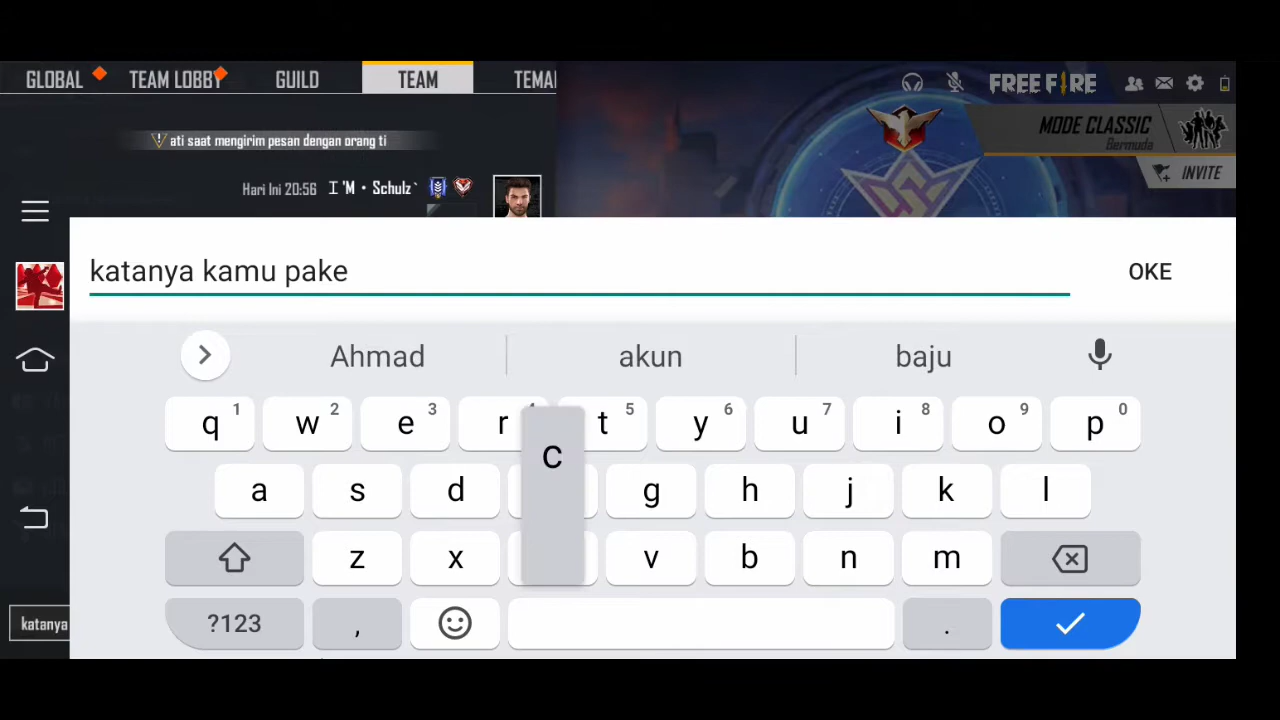 GLOBAL TEAM LOBBY GUILD TEAM TEMA
FREE FIRE
ati saat mengirim pesan dengan orang ti
MODE CLASSIC
Bermuda
INVITE
Hari Ini 20:56 I'M • Schulz`
katanya kamu pake
OKE
Ahmad akun baju
q 1 w 2 e 3 r t 5 y 6 u 7 i 8 o 9 p 0
c
a s d g h j k l
z x v b n m
katanya
?123 , .